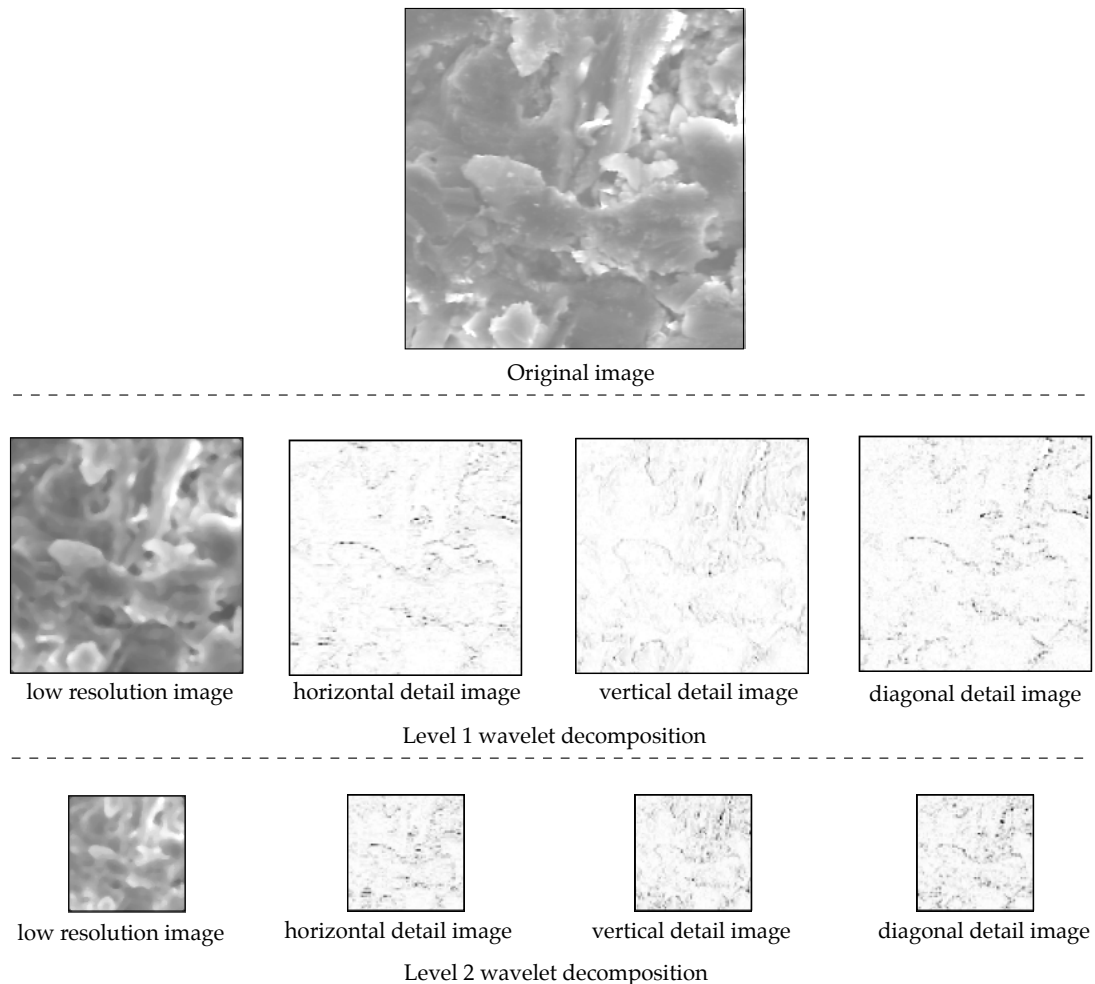 Original image
low resolution image
horizontal detail image
vertical detail image
diagonal detail image
Level 1 wavelet decomposition
low resolution image
horizontal detail image
vertical detail image
diagonal detail image
Level 2 wavelet decomposition